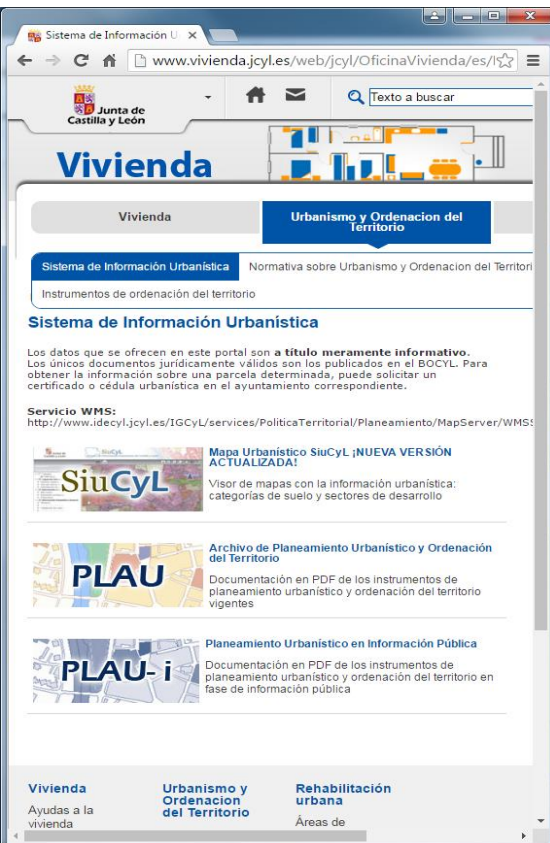 Sistema de Información U
www.vivienda.jcyl.es/web/jcyl/OficinaVivienda/es/
Junta de
Castilla y León
Texto a buscar
Vivienda
Vivienda
Urbanismo y Ordenacion del
Territorio
Sistema de Información Urbanística
Normativa sobre Urbanismo y Ordenacion del Territori
Instrumentos de ordenación del territorio
Sistema de Información Urbanística
Los datos que se ofrecen en este portal son a título meramente informativo.
Los únicos documentos jurídicamente válidos son los publicados en el BOCYL. Para
obtener la información sobre una parcela determinada, puede solicitar un
certificado o cédula urbanística en el ayuntamiento correspondiente.
Servicio WMS:
http://www.idecyl.jcyl.es/IGCyL/services/PoliticaTerritorial/Planeamiento/MapServer/WMSS
SiuCyL
Mapa Urbanístico SiuCyL ¡NUEVA VERSIÓN
ACTUALIZADA!
Visor de mapas con la información urbanística:
categorías de suelo y sectores de desarrollo
PLAU
Archivo de Planeamiento Urbanístico y Ordenación
del Territorio
Documentación en PDF de los instrumentos de
planeamiento urbanístico y ordenación del territorio
vigentes
PLAU-i
Planeamiento Urbanístico en Información Pública
Documentación en PDF de los instrumentos de
planeamiento urbanístico y ordenación del territorio en
fase de información pública
Vivienda
Ayudas a la
vivienda
Urbanismo y
Ordenacion
del Territorio
Rehabilitación
urbana
Áreas de